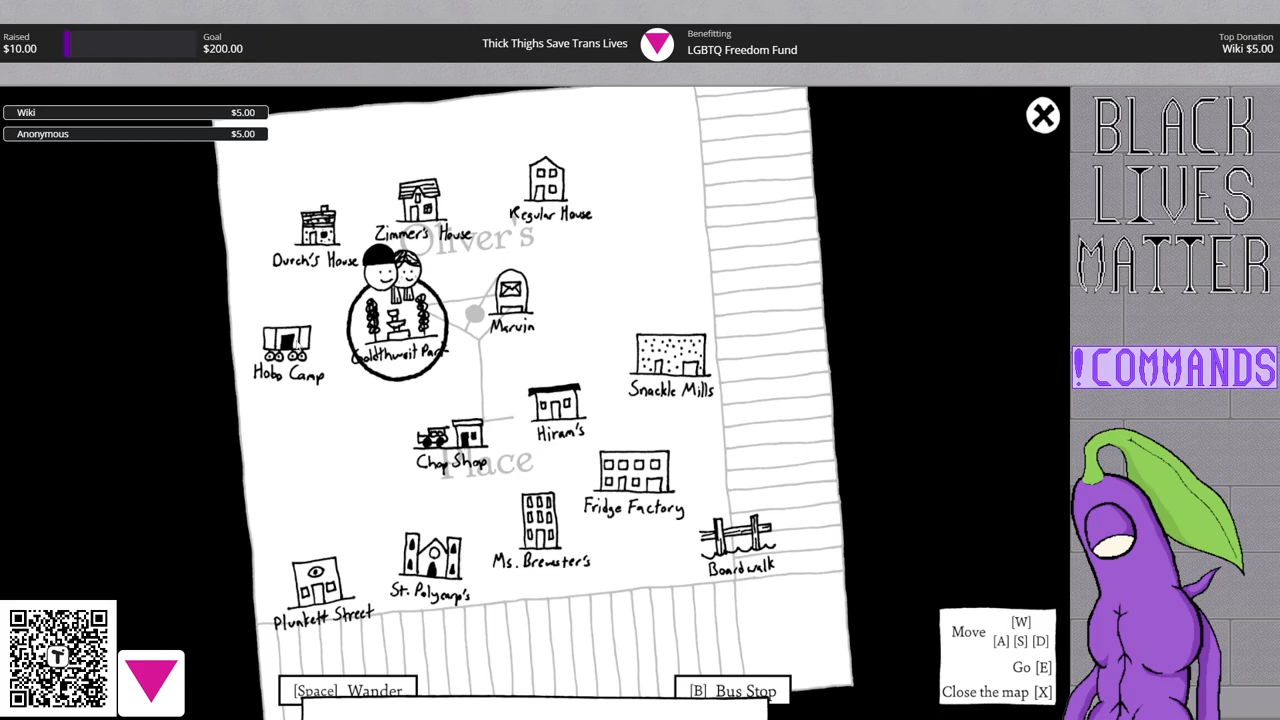 Raised
$10.00
Goal
$200.00
Thick Thighs Save Trans Lives
Benefitting
LGBTQ Freedom Fund
Top Donation
Wiki $5.00
Wiki $5.00
Anonymous $5.00
BLACK
LIVES
MATTER
!COMMANDS
Oliver's
Place
Regular House
Zimmer's House
Durch's House
Goldthwait Park
Marvin
Hobo Camp
Snackle Mills
Hiram's
Chop Shop
Fridge Factory
Ms. Brewster's
Boardwalk
St. Polycarp's
Plunkett Street
[Space] Wander
[B] Bus Stop
Move [W]
[A] [S] [D]
Go [E]
Close the map [X]